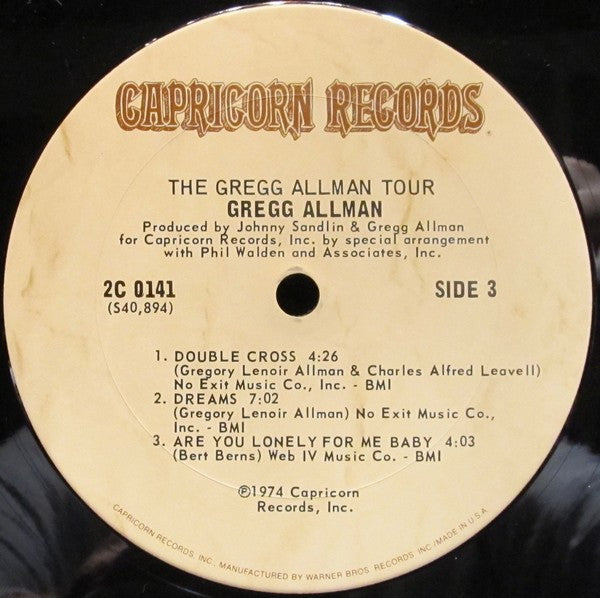 CAPRICORN RECORDS
THE GREGG ALLMAN TOUR
GREGG ALLMAN
Produced by Johnny Sandlin & Gregg Allman
for Capricorn Records, Inc. by special arrangement
with Phil Walden and Associates, Inc.
2C 0141
(S40,894)
SIDE 3
1. DOUBLE CROSS 4:26
(Gregory Lenoir Allman & Charles Alfred Leavell)
No Exit Music Co., Inc. - BMI
2. DREAMS 7:02
(Gregory Lenoir Allman) No Exit Music Co.,
Inc. - BMI
3. ARE YOU LONELY FOR ME BABY 4:03
(Bert Berns) Web IV Music Co. - BMI
℗1974 Capricorn
Records, Inc.
CAPRICORN RECORDS, INC., MANUFACTURED BY WARNER BROS. RECORDS INC./MADE IN U.S.A.